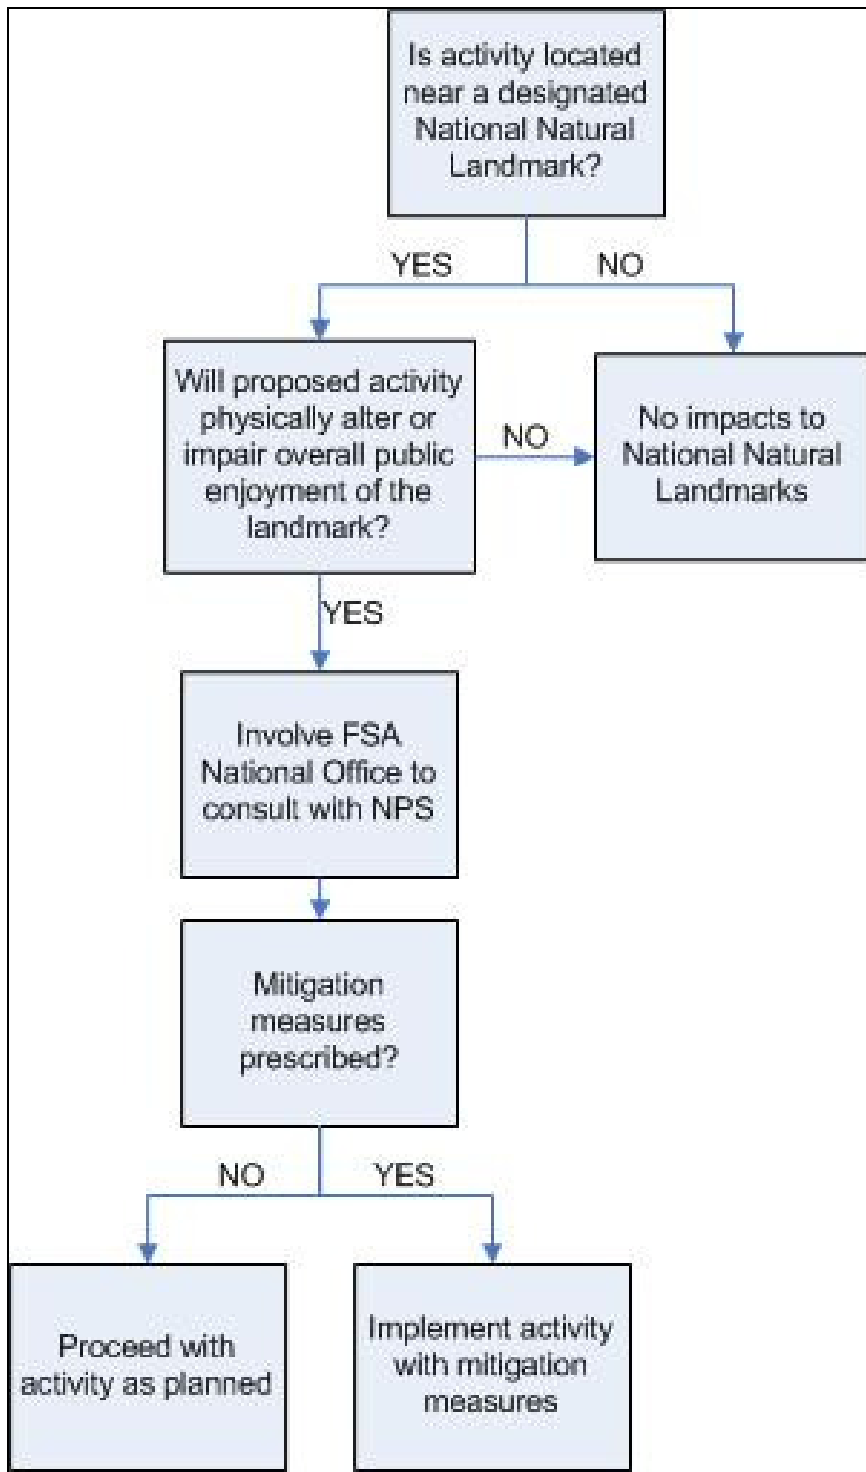 Is activity located
near a designated
National Natural
Landmark?
YES
NO
Will proposed activity
physically alter or
impair overall public
enjoyment of the
landmark?
NO
No impacts to
National Natural
Landmarks
YES
Involve FSA
National Office to
consult with NPS
Mitigation
measures
prescribed?
NO
YES
Proceed with
activity as planned
Implement activity
with mitigation
measures